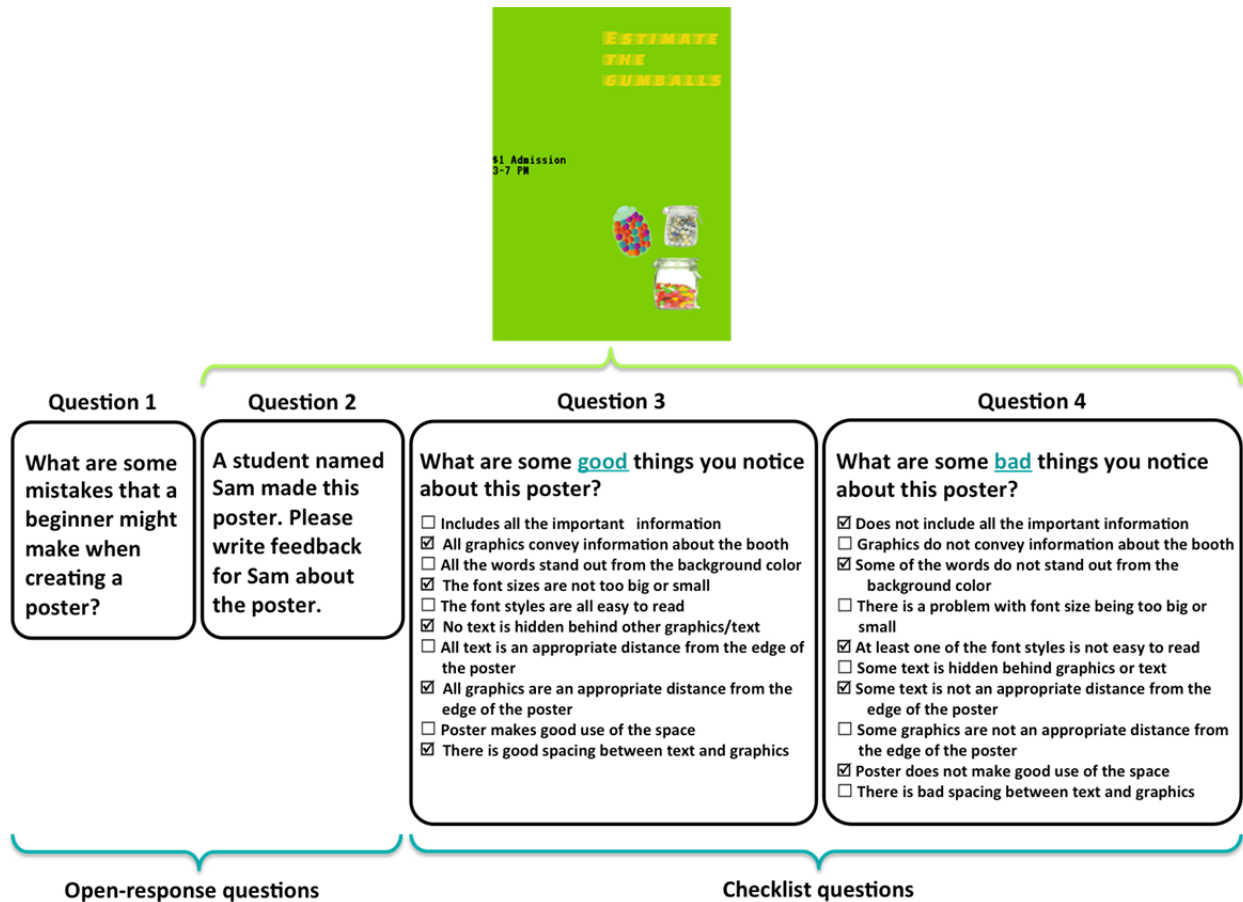 ESTIMATE
THE
GUMBALLS
$1 Admission
3-7 PM
Question 1
What are some
mistakes that a
beginner might
make when
creating a
poster?
Question 2
A student named
Sam made this
poster. Please
write feedback
for Sam about
the poster.
Question 3
What are some good things you notice
about this poster?
☐ Includes all the important information
☑ All graphics convey information about the booth
☐ All the words stand out from the background color
☑ The font sizes are not too big or small
☐ The font styles are all easy to read
☑ No text is hidden behind other graphics/text
☐ All text is an appropriate distance from the edge of
the poster
☑ All graphics are an appropriate distance from the
edge of the poster
☐ Poster makes good use of the space
☑ There is good spacing between text and graphics
Question 4
What are some bad things you notice
about this poster?
☑ Does not include all the important information
☐ Graphics do not convey information about the booth
☑ Some of the words do not stand out from the
background color
☐ There is a problem with font size being too big or
small
☑ At least one of the font styles is not easy to read
☐ Some text is hidden behind graphics or text
☑ Some text is not an appropriate distance from the
edge of the poster
☐ Some graphics are not an appropriate distance from
the edge of the poster
☑ Poster does not make good use of the space
☐ There is bad spacing between text and graphics
Open-response questions
Checklist questions